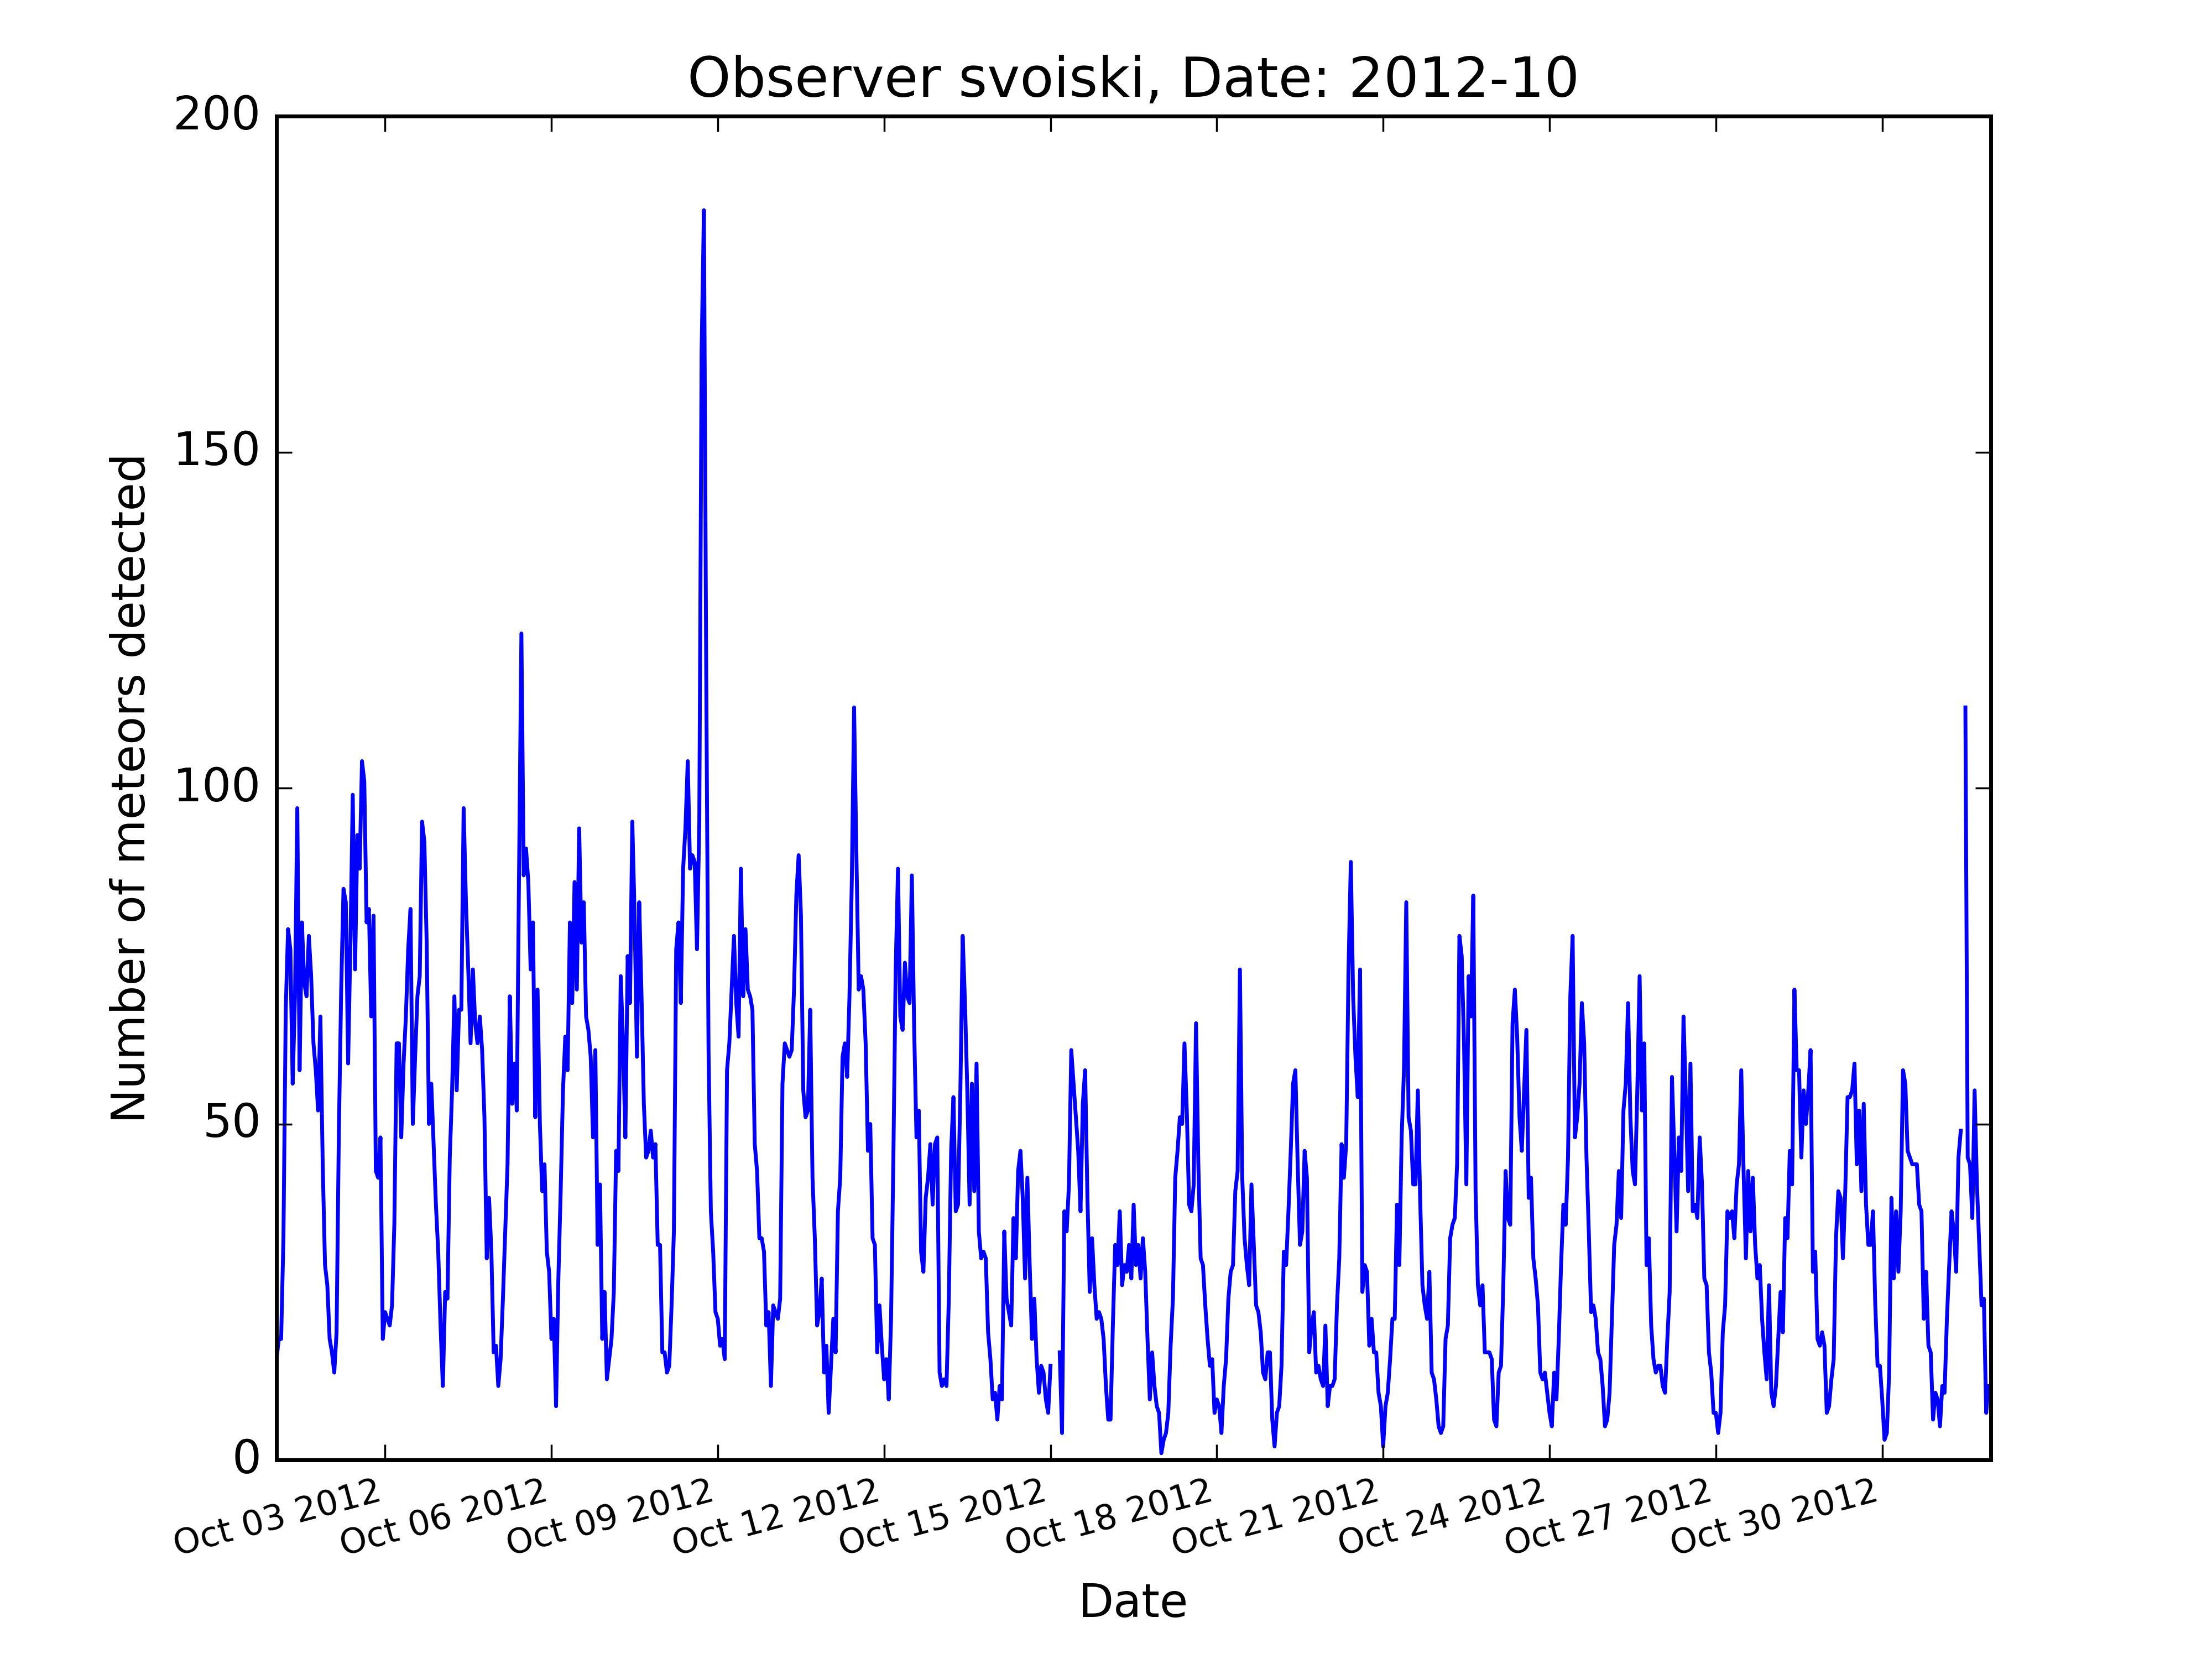 Observer svoiski, Date: 2012-10
200
150
100
50
0
Number of meteors detected
Oct 03 2012
Oct 06 2012
Oct 09 2012
Oct 12 2012
Oct 15 2012
Oct 18 2012
Oct 21 2012
Oct 24 2012
Oct 27 2012
Oct 30 2012
Date